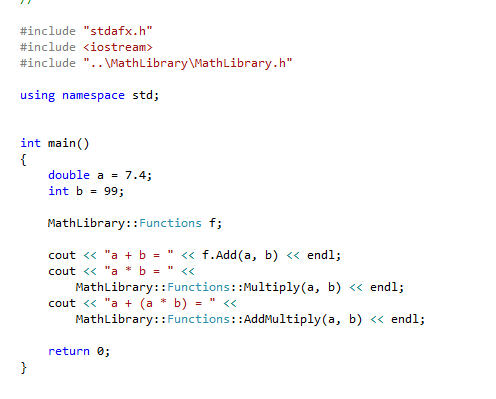 //
#include "stdafx.h"
#include <iostream>
#include "..\MathLibrary\MathLibrary.h"
using namespace std;
int main()
{
double a = 7.4;
int b = 99;
MathLibrary::Functions f;
cout << "a + b = " << f.Add(a, b) << endl;
cout << "a * b = " <<
MathLibrary::Functions::Multiply(a, b) << endl;
cout << "a + (a * b) = " <<
MathLibrary::Functions::AddMultiply(a, b) << endl;
return 0;
}